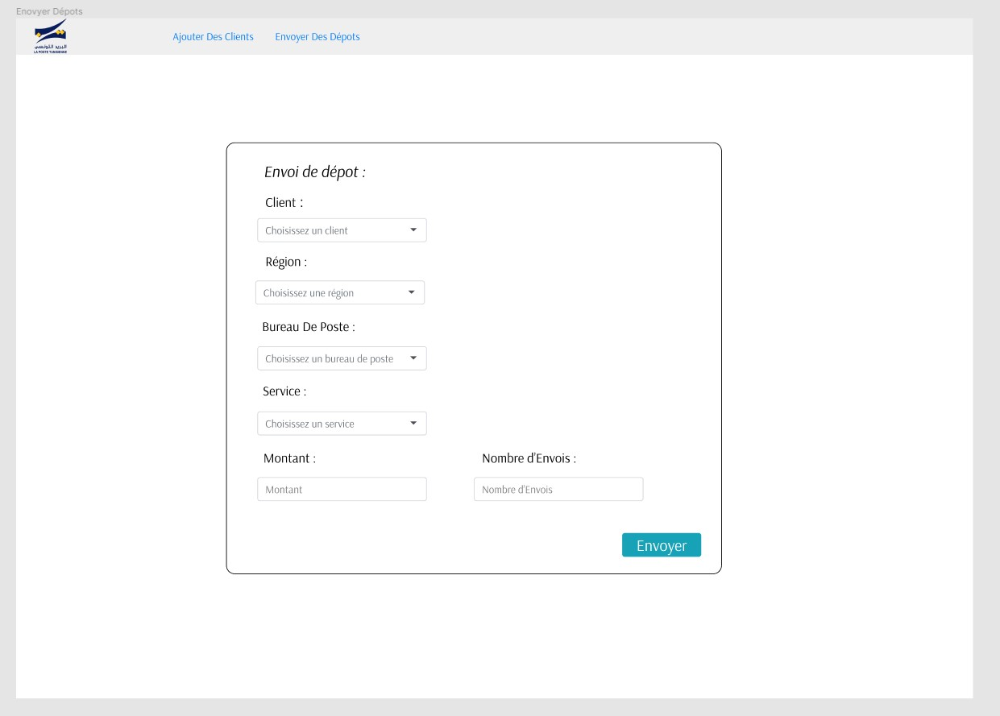 Enovyer Dépots
البريد التونسي
LA POSTE TUNISIENNE
Ajouter Des Clients
Envoyer Des Dépots
Envoi de dépot :
Client :
Choisissez un client
Région :
Choisissez une région
Bureau De Poste :
Choisissez un bureau de poste
Service :
Choisissez un service
Montant :
Nombre d'Envois :
Montant
Nombre d'Envois
Envoyer